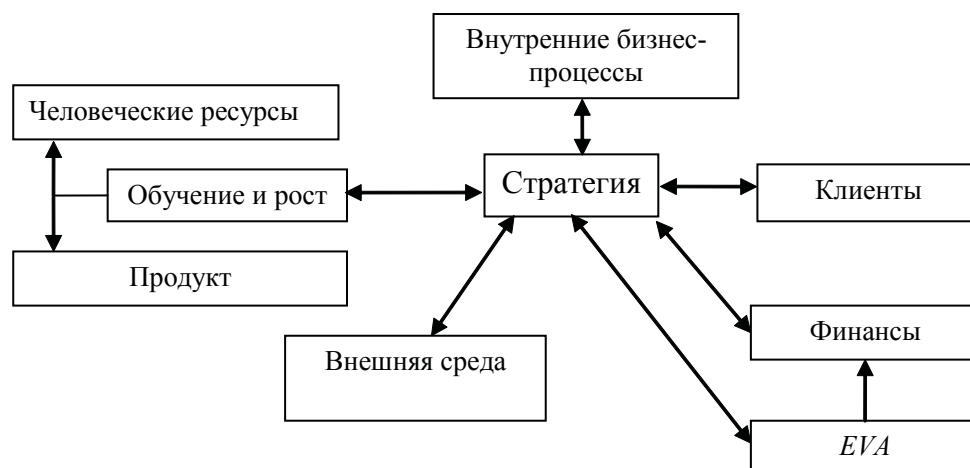 Внутренние бизнес-
процессы
Человеческие ресурсы
Стратегия
Обучение и рост
Клиенты
Продукт
Финансы
Внешняя среда
EVA